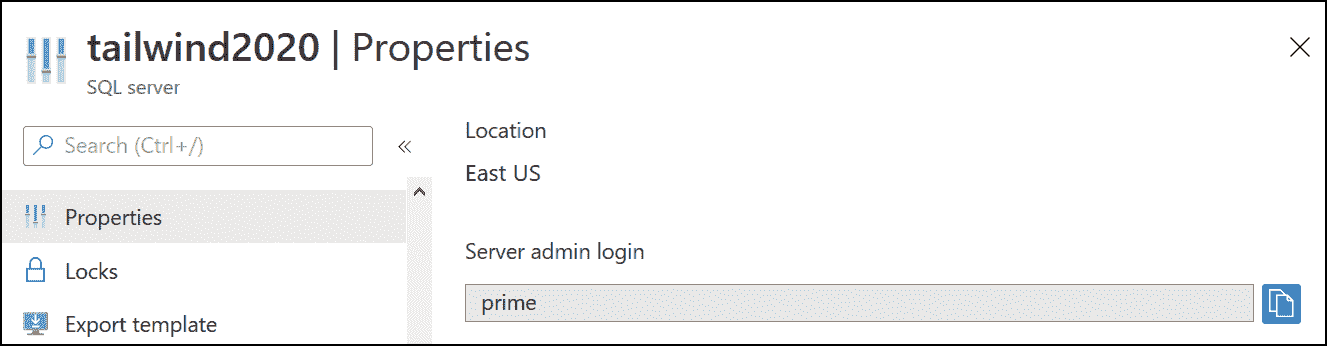 tailwind2020 | Properties
SQL server
Search (Ctrl+/)
«
Properties
Locks
Export template
Location
East US
Server admin login
prime